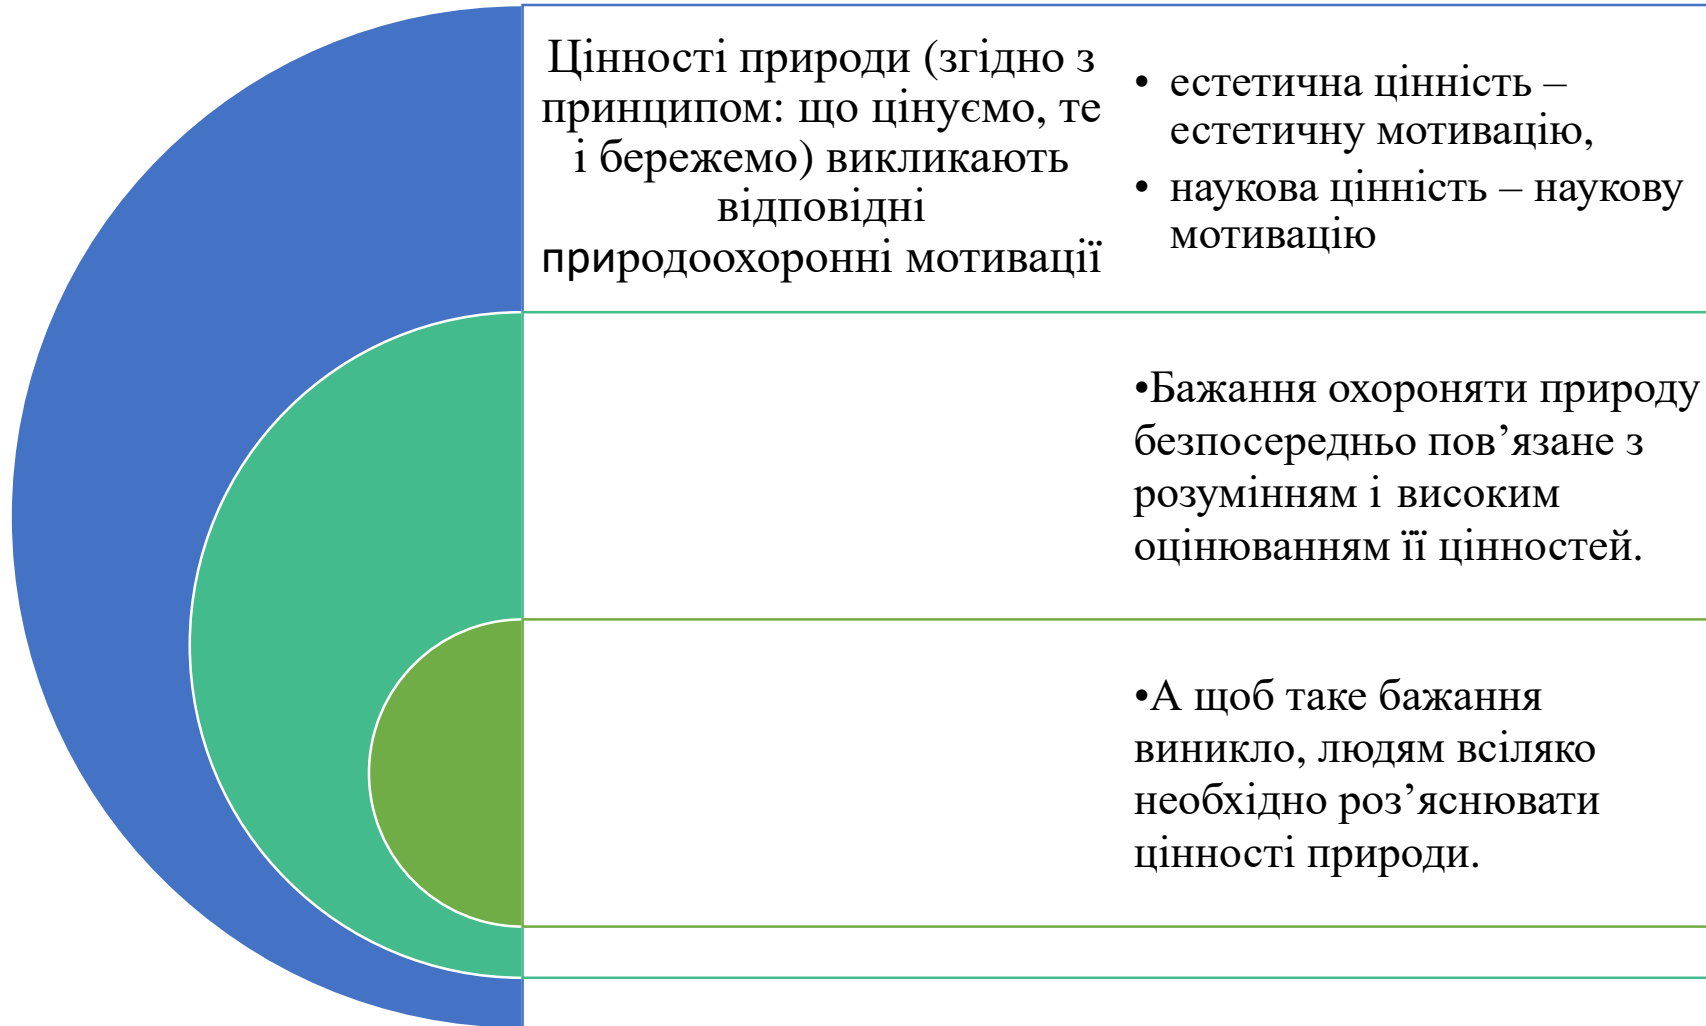 Цінності природи (згідно з
принципом: що цінуємо, те
і бережемо) викликають
відповідні
природоохоронні мотивації
• естетична цінність –
естетичну мотивацію,
• наукова цінність – наукову
мотивацію
•Бажання охороняти природу
безпосередньо пов’язане з
розумінням і високим
оцінюванням її цінностей.
•А щоб таке бажання
виникло, людям всіляко
необхідно роз’яснювати
цінності природи.